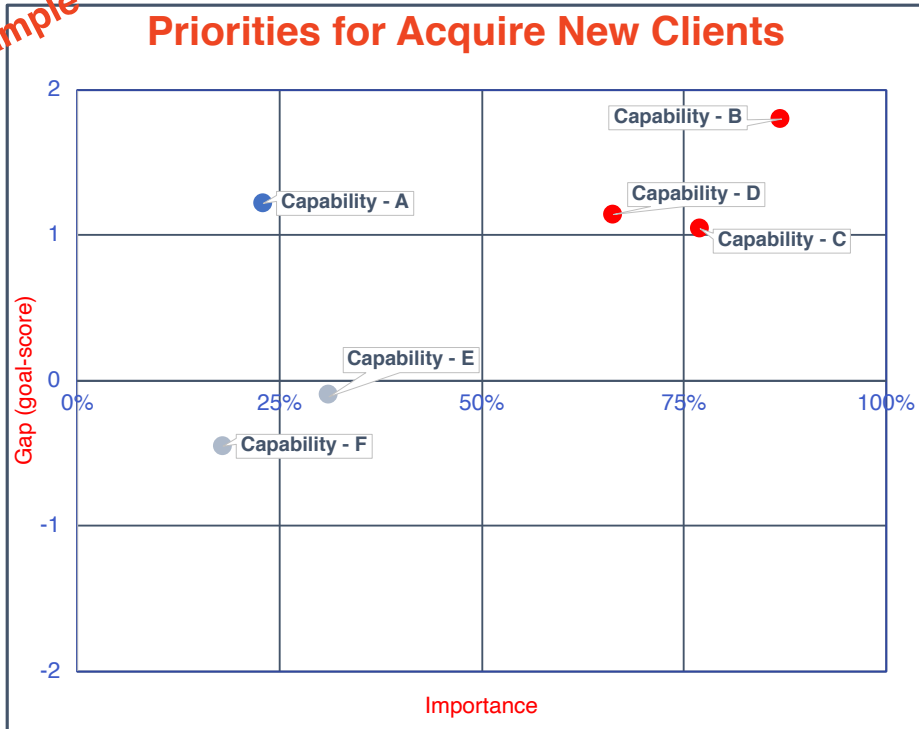 Priorities for Acquire New Clients
2
Capability - B
Capability - D
Capability - A
1
Capability - C
Gap (goal-score)
Capability - E
0
0%
25%
50%
75%
100%
Capability - F
-1
-2
Importance